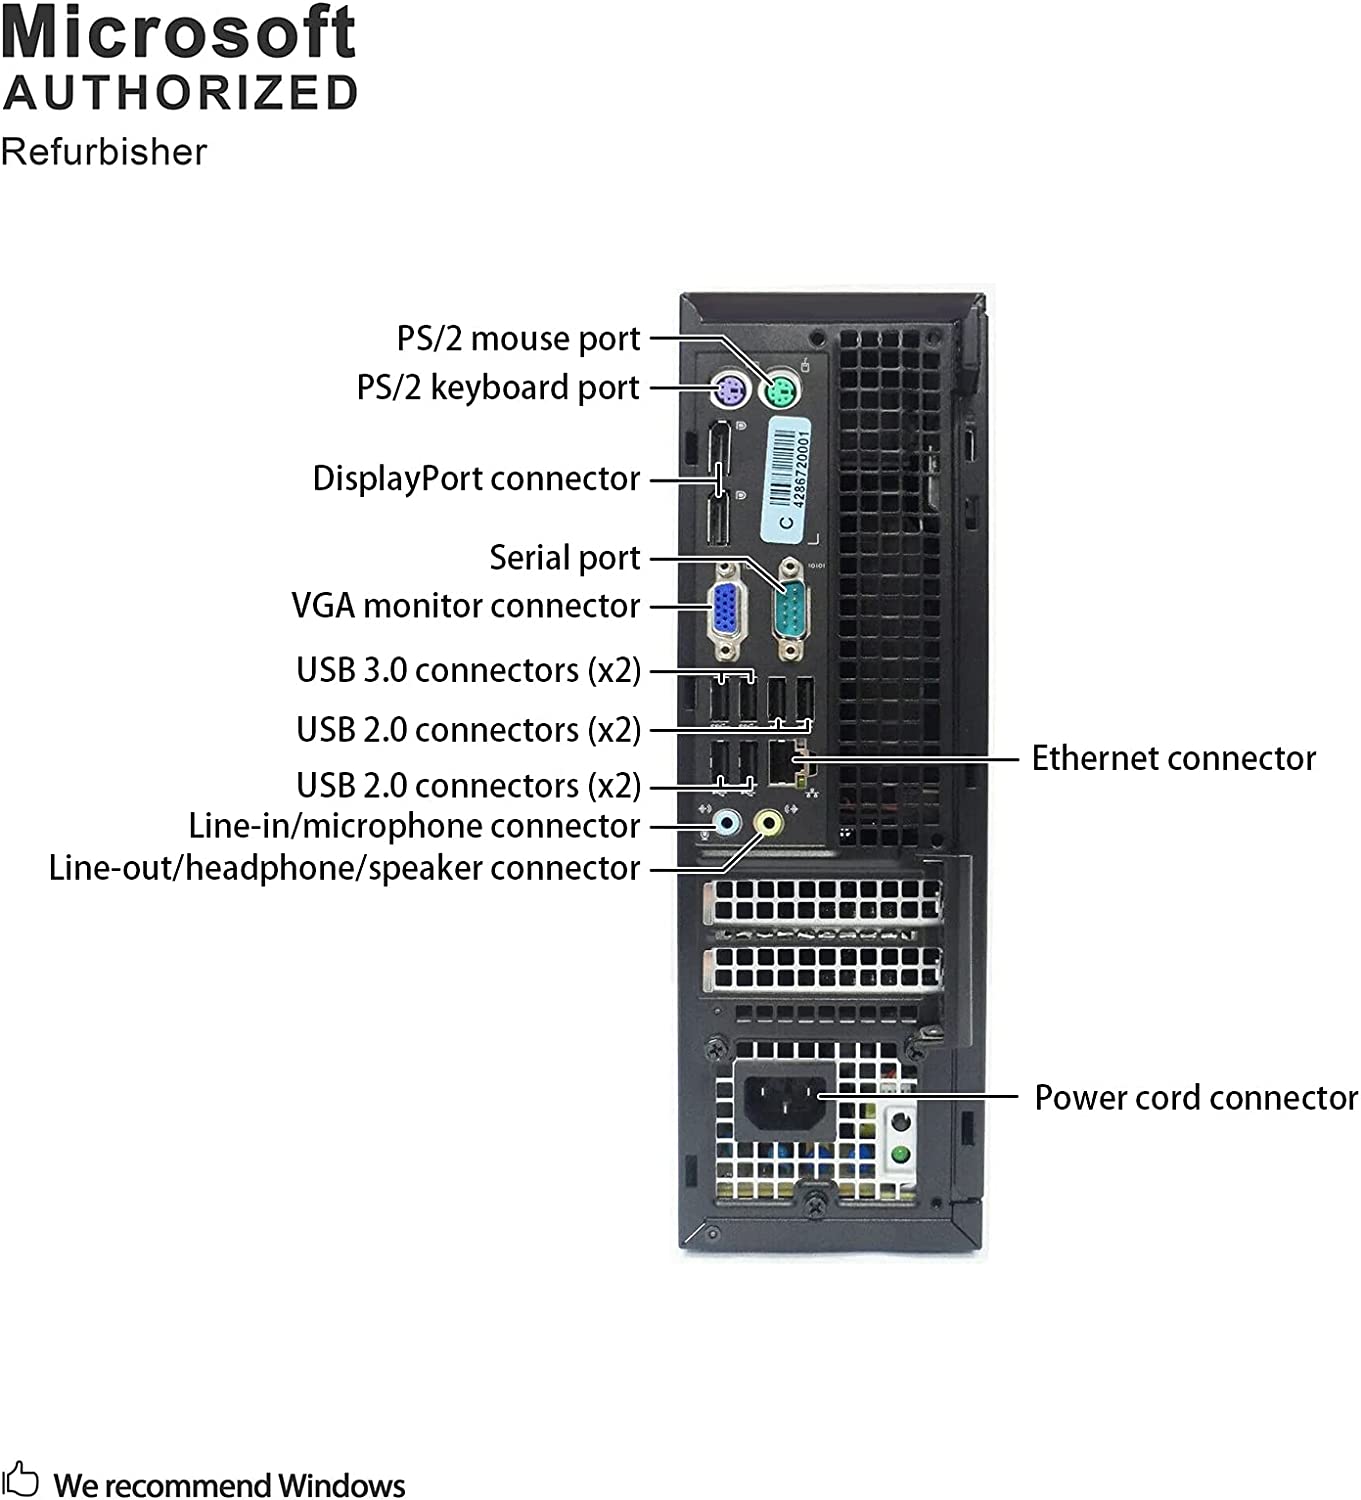 Microsoft
AUTHORIZED
Refurbisher
PS/2 mouse port
PS/2 keyboard port
DisplayPort connector
C 4286720001
Serial port
VGA monitor connector
USB 3.0 connectors (x2)
USB 2.0 connectors (x2)
Ethernet connector
USB 2.0 connectors (x2)
Line-in/microphone connector
Line-out/headphone/speaker connector
Power cord connector
We recommend Windows